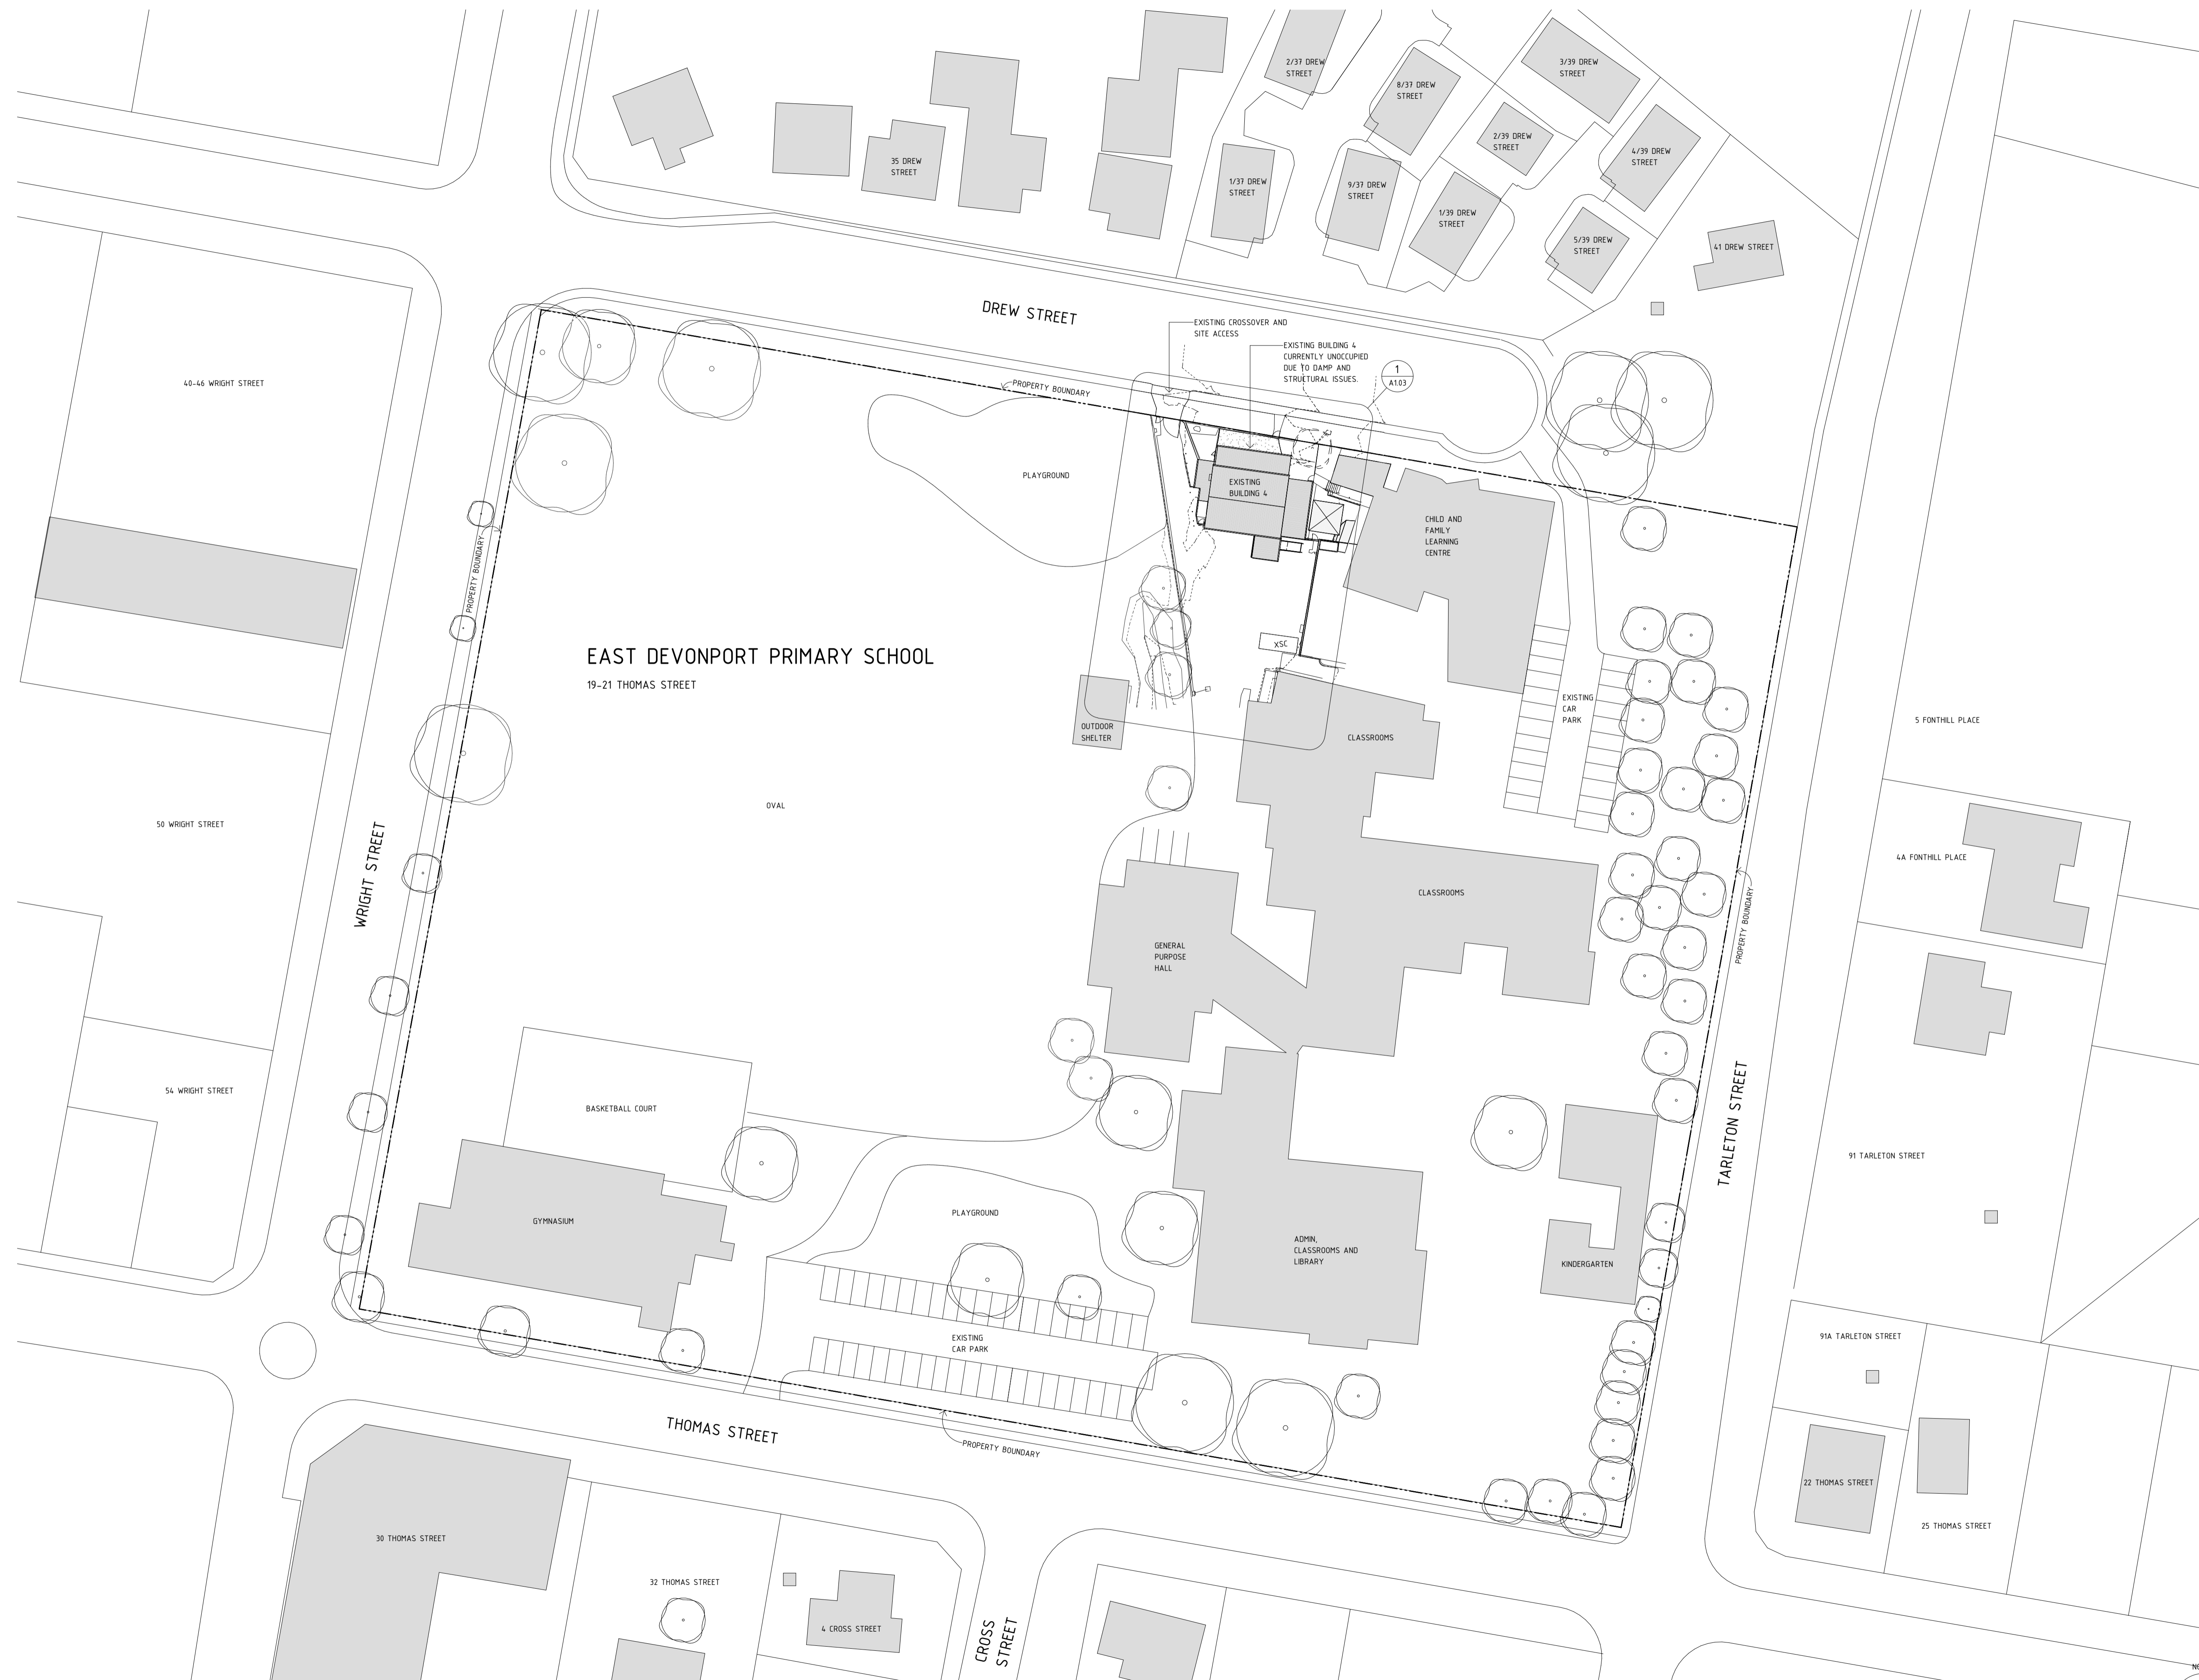 2/37 DREW
STREET
3/39 DREW
STREET
8/37 DREW
STREET
2/39 DREW
STREET
4/39 DREW
STREET
35 DREW
STREET
1/37 DREW
STREET
9/37 DREW
STREET
1/39 DREW
STREET
5/39 DREW
STREET
41 DREW STREET
DREW STREET
EXISTING CROSSOVER AND
SITE ACCESS
EXISTING BUILDING 4
CURRENTLY UNOCCUPIED
DUE TO DAMP AND
STRUCTURAL ISSUES.
1
A1.03
PROPERTY BOUNDARY
40-46 WRIGHT STREET
PLAYGROUND
EXISTING
BUILDING 4
CHILD AND
FAMILY
LEARNING
CENTRE
PROPERTY BOUNDARY
XSC
EAST DEVONPORT PRIMARY SCHOOL
19-21 THOMAS STREET
EXISTING
CAR
PARK
OUTDOOR
SHELTER
CLASSROOMS
5 FONTHILL PLACE
OVAL
50 WRIGHT STREET
WRIGHT STREET
4A FONTHILL PLACE
CLASSROOMS
PROPERTY BOUNDARY
GENERAL
PURPOSE
HALL
54 WRIGHT STREET
BASKETBALL COURT
TARLETON STREET
91 TARLETON STREET
PLAYGROUND
GYMNASIUM
ADMIN,
CLASSROOMS AND
LIBRARY
KINDERGARTEN
EXISTING
CAR PARK
91A TARLETON STREET
THOMAS STREET
PROPERTY BOUNDARY
22 THOMAS STREET
25 THOMAS STREET
30 THOMAS STREET
32 THOMAS STREET
4 CROSS STREET
CROSS
STREET